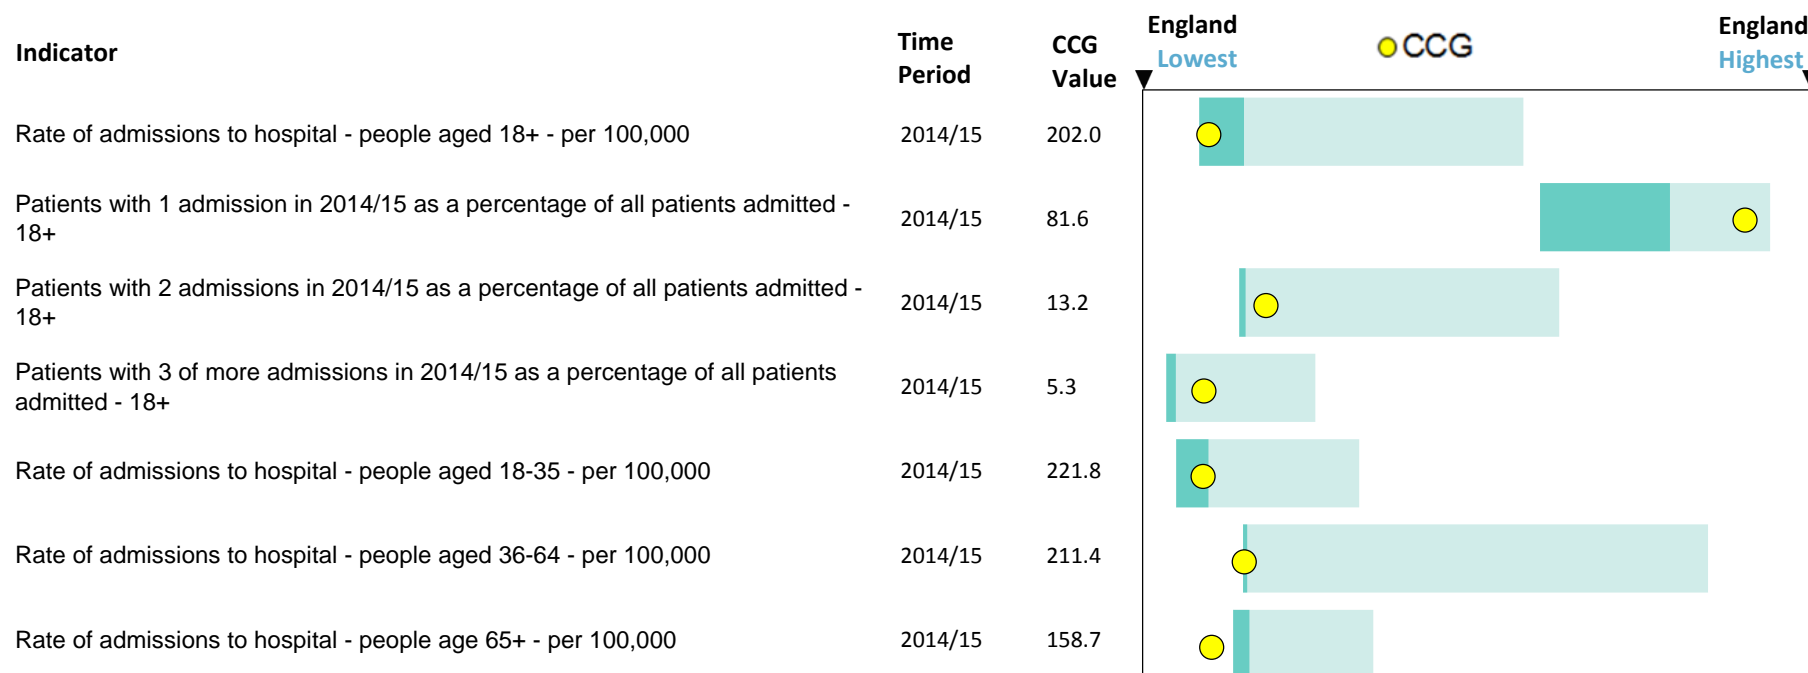 Indicator
Time Period
CCG Value
England Lowest
CCG
England Highest
Rate of admissions to hospital - people aged 18+ - per 100,000 2014/15 202.0
Patients with 1 admission in 2014/15 as a percentage of all patients admitted - 2014/15 81.6
18+
Patients with 2 admissions in 2014/15 as a percentage of all patients admitted - 2014/15 13.2
18+
Patients with 3 of more admissions in 2014/15 as a percentage of all patients 2014/15 5.3
admitted - 18+
Rate of admissions to hospital - people aged 18-35 - per 100,000 2014/15 221.8
Rate of admissions to hospital - people aged 36-64 - per 100,000 2014/15 211.4
Rate of admissions to hospital - people age 65+ - per 100,000 2014/15 158.7